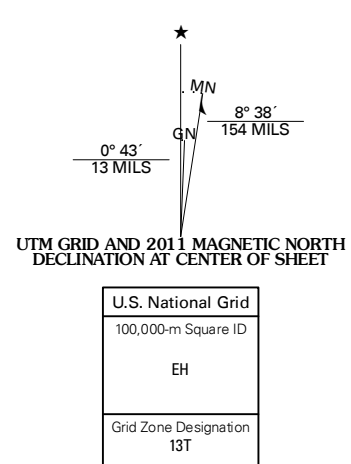 ★
MN
8° 38´
154 MILS
GN
0° 43´
13 MILS
UTM GRID AND 2011 MAGNETIC NORTH
DECLINATION AT CENTER OF SHEET
U.S. National Grid
100,000-m Square ID
EH
Grid Zone Designation
13T